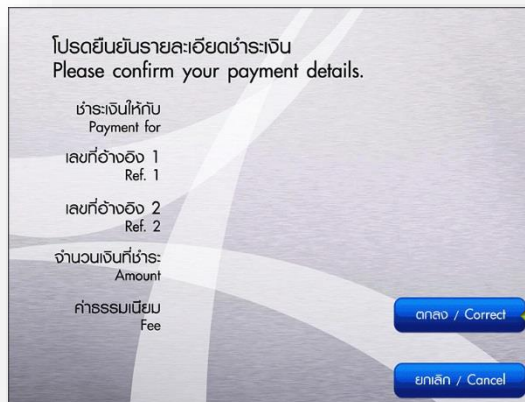 โปรดยืนยันรายละเอียดชำระเงิน
Please confirm your payment details.
ชำระเงินให้กับ
Payment for
เลขที่อ้างอิง 1
Ref. 1
เลขที่อ้างอิง 2
Ref. 2
จำนวนเงินที่ชำระ
Amount
ค่าธรรมเนียม
Fee
ตกลง / Correct
ยกเลิก / Cancel